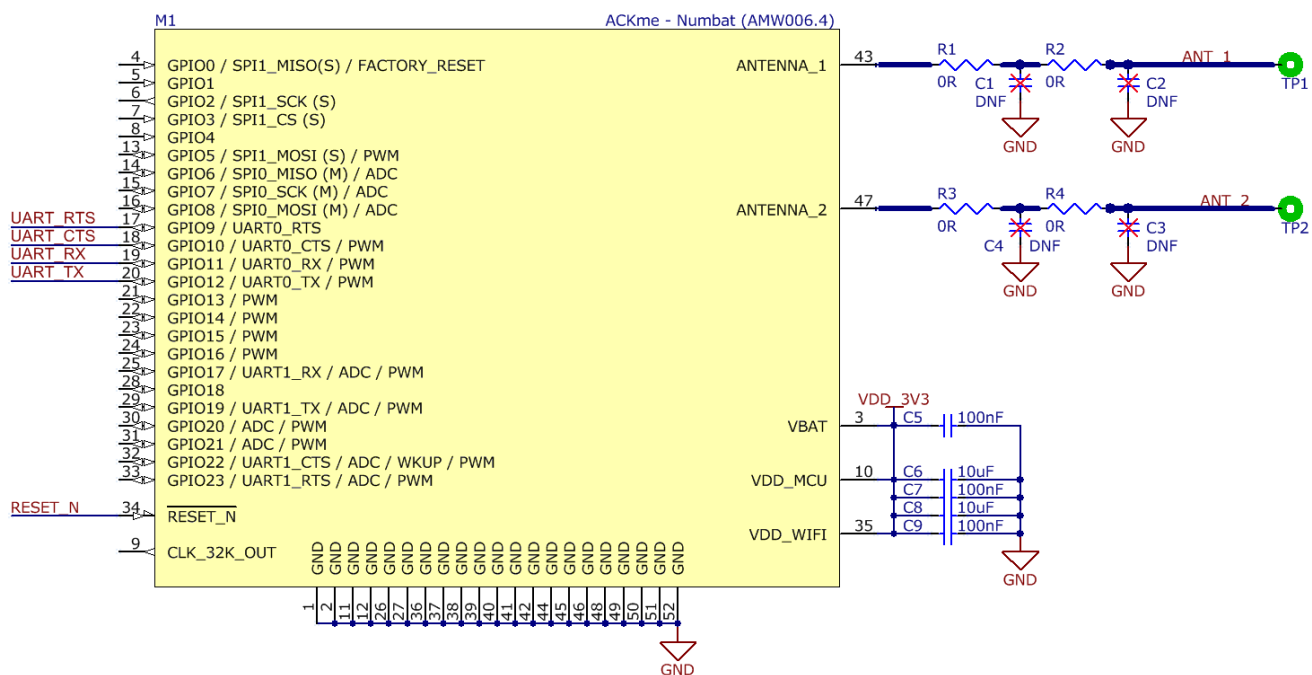 M1
ACKme - Numbat (AMW006.4)
4 GPIO0 / SPI1_MISO(S) / FACTORY_RESET
5 GPIO1
6 GPIO2 / SPI1_SCK (S)
7 GPIO3 / SPI1_CS (S)
8 GPIO4
13 GPIO5 / SPI1_MOSI (S) / PWM
14 GPIO6 / SPI0_MISO (M) / ADC
15 GPIO7 / SPI0_SCK (M) / ADC
16 GPIO8 / SPI0_MOSI (M) / ADC
UART_RTS 17 GPIO9 / UART0_RTS
UART_CTS 18 GPIO10 / UART0_CTS / PWM
UART_RX 19 GPIO11 / UART0_RX / PWM
UART_TX 20 GPIO12 / UART0_TX / PWM
21 GPIO13 / PWM
22 GPIO14 / PWM
23 GPIO15 / PWM
24 GPIO16 / PWM
25 GPIO17 / UART1_RX / ADC / PWM
28 GPIO18
29 GPIO19 / UART1_TX / ADC / PWM
30 GPIO20 / ADC / PWM
31 GPIO21 / ADC / PWM
32 GPIO22 / UART1_CTS / ADC / WKUP / PWM
33 GPIO23 / UART1_RTS / ADC / PWM
RESET_N 34 RESET_N
9 CLK_32K_OUT
GND GND GND GND GND GND GND GND GND GND GND GND GND GND GND GND GND GND GND GND GND
1 2 11 12 26 27 36 37 38 39 40 41 42 44 45 46 48 49 50 51 52
GND
ANTENNA_1 43 R1 R2 ANT_1
0R C1 0R C2 TP1
DNF DNF
GND GND
ANTENNA_2 47 R3 R4 ANT_2
0R 0R C3 TP2
C4 DNF DNF
GND GND
VDD_3V3
VBAT 3 C5 100nF
VDD_MCU 10 C6 10uF
C7 100nF
C8 10uF
VDD_WIFI 35 C9 100nF
GND